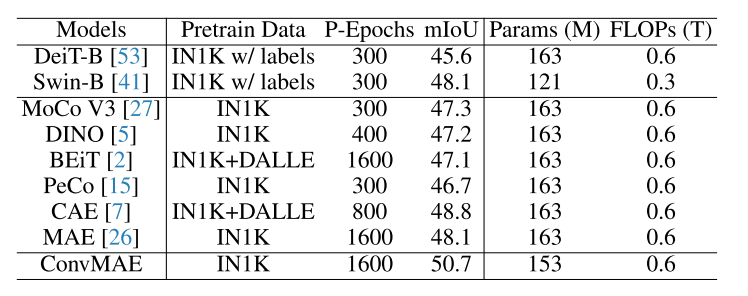 Models Pretrain Data P-Epochs mIoU Params (M) FLOPs (T)
DeiT-B [53] IN1K w/ labels 300 45.6 163 0.6
Swin-B [41] IN1K w/ labels 300 48.1 121 0.3
MoCo V3 [27] IN1K 300 47.3 163 0.6
DINO [5] IN1K 400 47.2 163 0.6
BEiT [2] IN1K+DALLE 1600 47.1 163 0.6
PeCo [15] IN1K 300 46.7 163 0.6
CAE [7] IN1K+DALLE 800 48.8 163 0.6
MAE [26] IN1K 1600 48.1 163 0.6
ConvMAE IN1K 1600 50.7 153 0.6